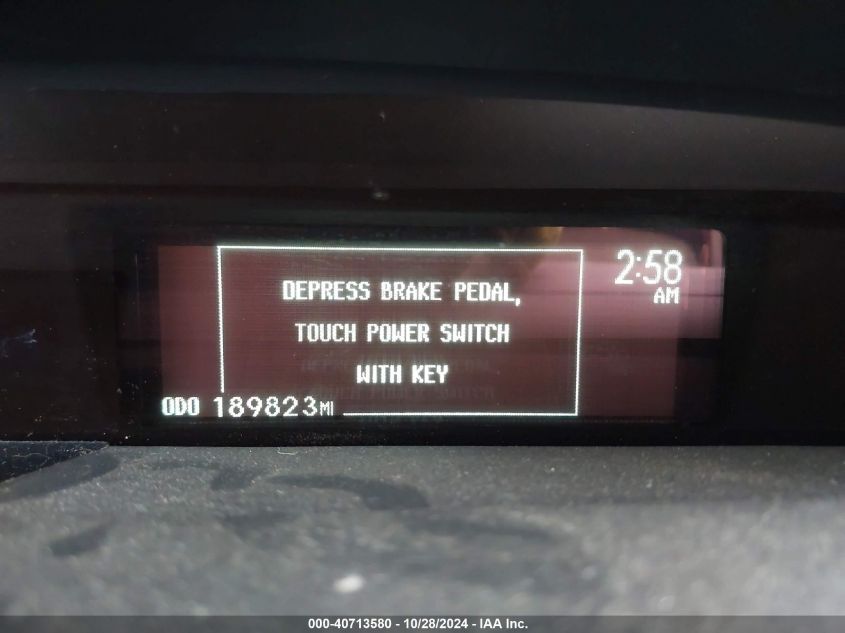 DEPRESS BRAKE PEDAL,
TOUCH POWER SWITCH
WITH KEY
2:58
AM
ODO 189823MI
000-40713580 - 10/28/2024 - IAA Inc.